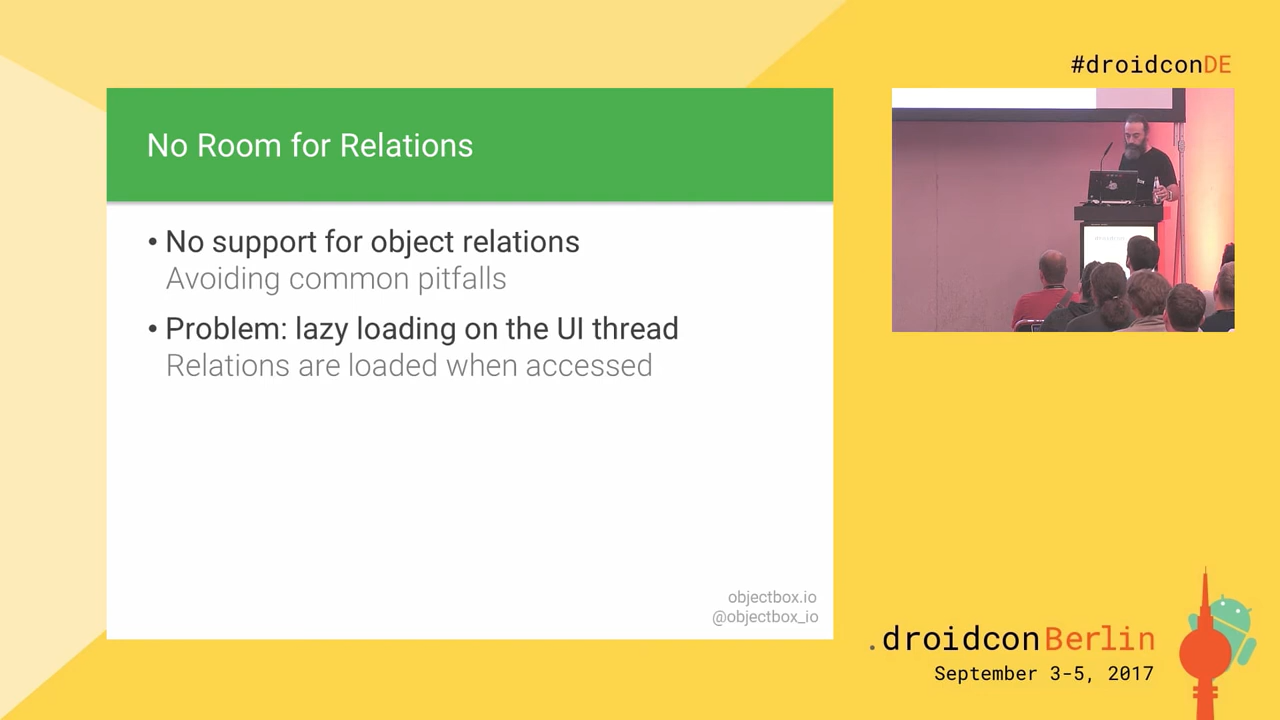 #droidconDE
No Room for Relations
• No support for object relations
Avoiding common pitfalls
• Problem: lazy loading on the UI thread
Relations are loaded when accessed
objectbox.io
@objectbox_io
.droidconBerlin
September 3-5, 2017